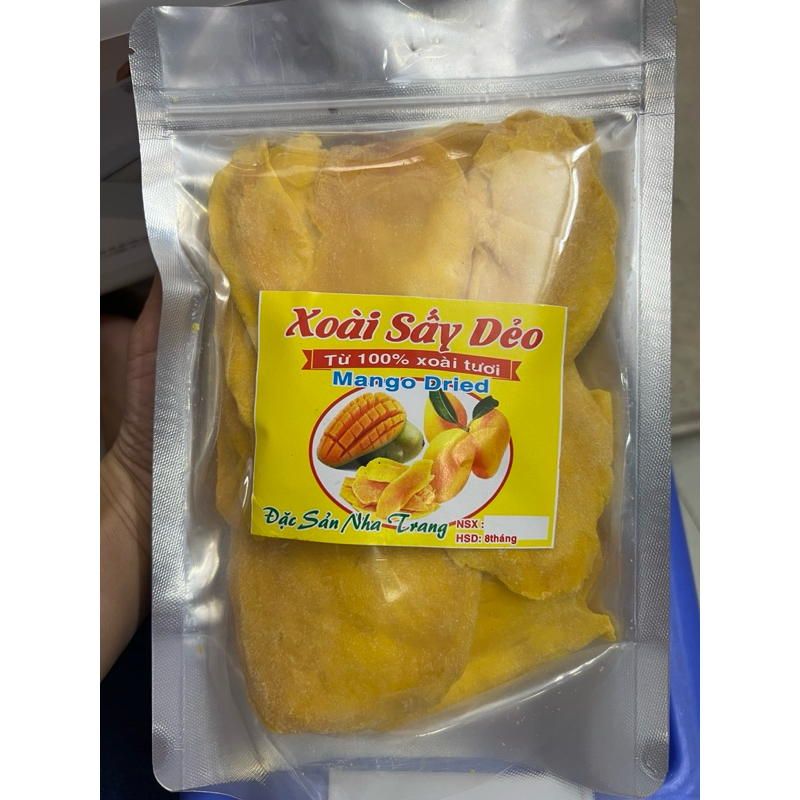 Xoài Sấy Dẻo
Từ 100% xoài tươi
Mango Dried
Đặc Sản Nha Trang
NSX :
HSD: 8tháng